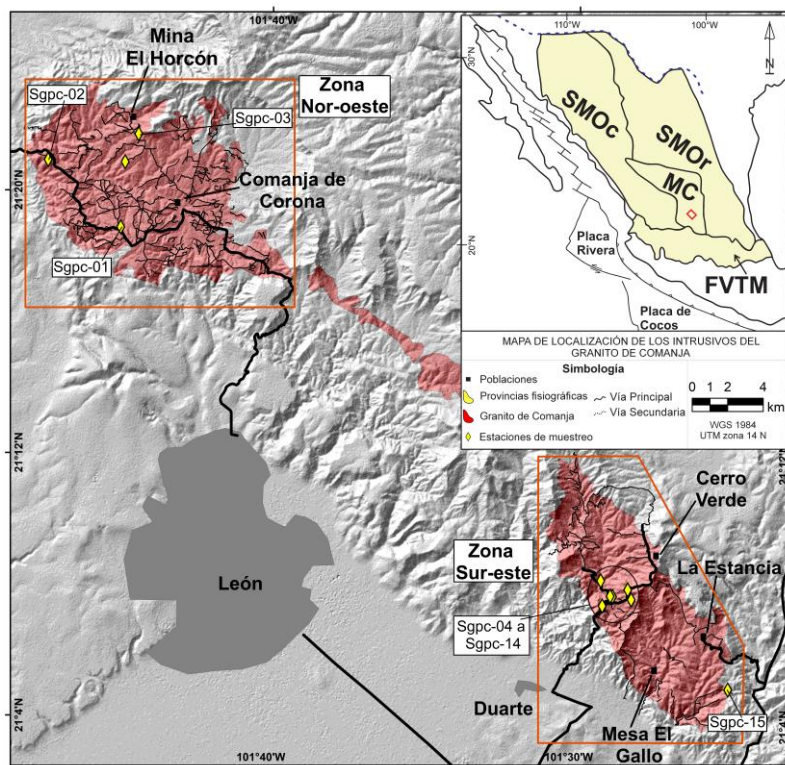 101°40'W
Mina
El Horcón
Zona
Nor-oeste
Sgpc-02
Sgpc-03
21°20'N
Comanja de
Corona
Sgpc-01
110°W
100°W
30°N
N
SMOc
SMOr
MC
20°N
Placa
Rivera
FVTM
Placa de
Cocos
MAPA DE LOCALIZACIÓN DE LOS INTRUSIVOS DEL
GRANITO DE COMANJA
Simbología
Poblaciones
Provincias fisiográficas
Vía Principal
Granito de Comanja
Vía Secundaria
Estaciones de muestreo
0 1 2 4
km
WGS 1984
UTM zona 14 N
21°12'N
21°12'N
Cerro
Verde
Zona
Sur-este
La Estancia
León
Sgpc-04 a
Sgpc-14
Duarte
Mesa El
Gallo
Sgpc-15
21°4'N
21°4'N
101°40'W
101°30'W